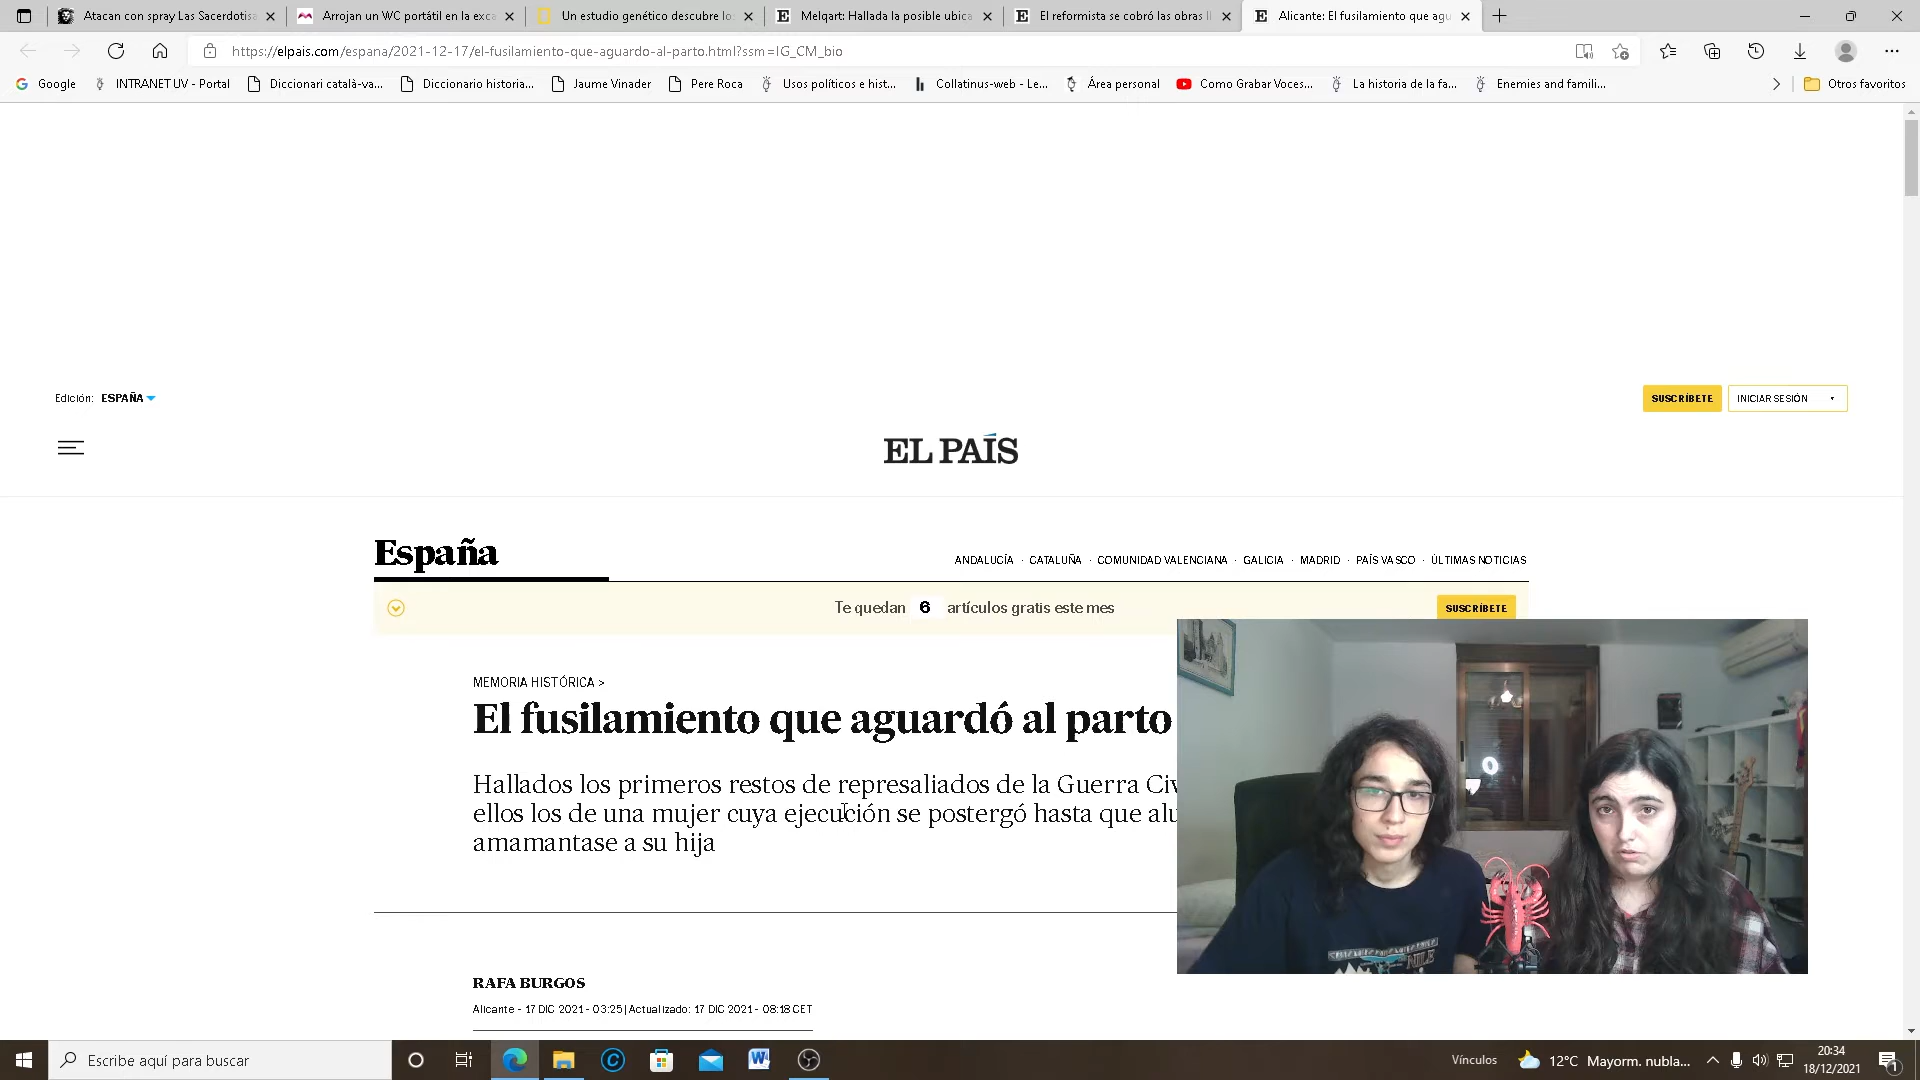 Atacan con spray Las Sacerdotisa
Arrojan un WC portátil en la exca
Un estudio genético descubre lo
Melqart: Hallada la posible ubica
El reformista se cobró las obras il
Alicante: El fusilamiento que agu
https://elpais.com/espana/2021-12-17/el-fusilamiento-que-aguardo-al-parto.html?ssm=IG_CM_bio
Google
INTRANET UV - Portal
Diccionari català-va...
Diccionario historia...
Jaume Vinader
Pere Roca
Usos políticos e hist...
Collatinus-web - Le...
Área personal
Como Grabar Voces...
La historia de la fa...
Enemies and famili...
Otros favoritos
Edición: ESPAÑA
SUSCRÍBETE
INICIAR SESIÓN
EL PAÍS
España
ANDALUCÍA · CATALUÑA · COMUNIDAD VALENCIANA · GALICIA · MADRID · PAÍS VASCO · ÚLTIMAS NOTICIAS
Te quedan 6 artículos gratis este mes
SUSCRÍBETE
MEMORIA HISTÓRICA >
El fusilamiento que aguardó al parto
Hallados los primeros restos de represaliados de la Guerra Civ
ellos los de una mujer cuya ejecución se postergó hasta que alu
amamantase a su hija
RAFA BURGOS
Alicante - 17 DIC 2021 - 03:25 | Actualizado: 17 DIC 2021 - 08:18 CET
Escribe aquí para buscar
Vínculos
12°C Mayorm. nubla...
20:34
18/12/2021